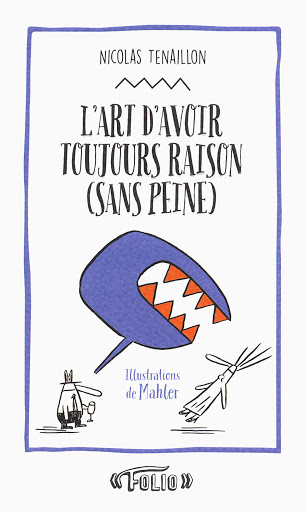 NICOLAS TENAILLON
L'ART D'AVOIR
TOUJOURS RAISON
(SANS PEINE)
Illustrations
de Mahler
«FOLIO»